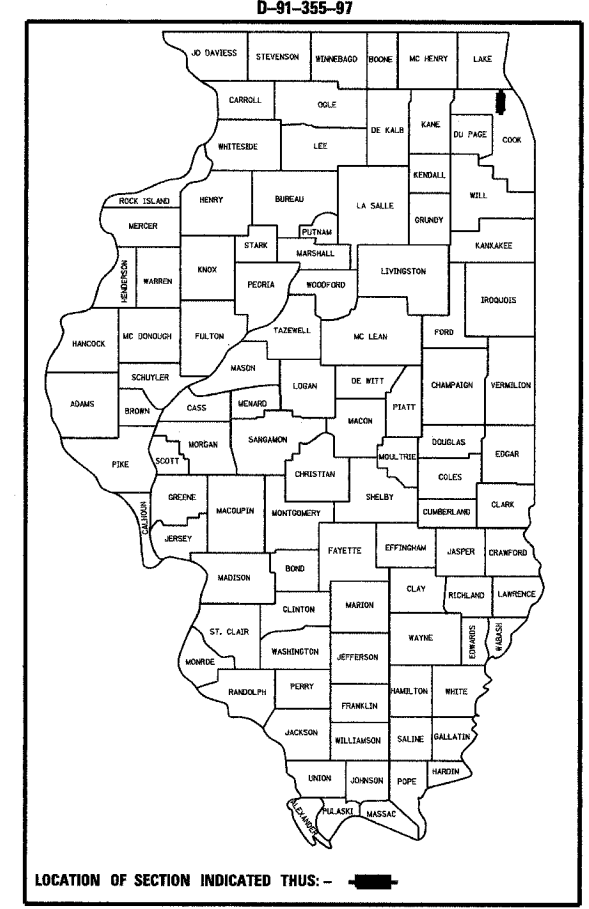 D-91-355-97
JO DAVIESS STEVENSON WINNEBAGO BOONE MC HENRY LAKE
CARROLL OGLE DE KALB KANE DU PAGE COOK
WHITESIDE LEE KENDALL WILL
ROCK ISLAND HENRY BUREAU LA SALLE GRUNDY
MERCER PUTNAM KANKAKEE
STARK MARSHALL
HENDERSON WARREN KNOX PEORIA WOODFORD LIVINGSTON IROQUOIS
HANCOCK MC DONOUGH FULTON TAZEWELL MC LEAN FORD
MASON
SCHUYLER LOGAN DE WITT CHAMPAIGN VERMILION
ADAMS BROWN CASS MENARD MACON PIATT
MORGAN SANGAMON DOUGLAS EDGAR
PIKE SCOTT CHRISTIAN MOULTRIE COLES
GREENE MACOUPIN MONTGOMERY SHELBY CUMBERLAND CLARK
CALHOUN JERSEY FAYETTE EFFINGHAM JASPER CRAWFORD
MADISON BOND CLAY RICHLAND LAWRENCE
CLINTON MARION
ST. CLAIR WASHINGTON JEFFERSON WAYNE EDWARDS WABASH
MONROE
RANDOLPH PERRY FRANKLIN HAMILTON WHITE
JACKSON WILLIAMSON SALINE GALLATIN
UNION JOHNSON POPE HARDIN
ALEXANDER PULASKI MASSAC
LOCATION OF SECTION INDICATED THUS: -